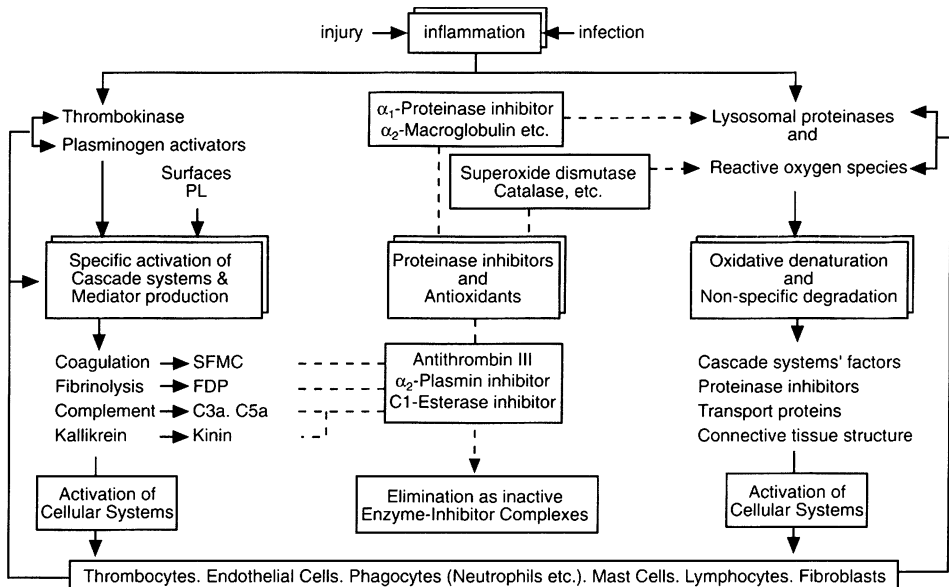 injury
inflammation
infection
Thrombokinase
Plasminogen activators
Surfaces
PL
α₁-Proteinase inhibitor
α₂-Macroglobulin etc.
Superoxide dismutase
Catalase, etc.
Lysosomal proteinases
and
Reactive oxygen species
Specific activation of
Cascade systems &
Mediator production
Proteinase inhibitors
and
Antioxidants
Oxidative denaturation
and
Non-specific degradation
Coagulation
SFMC
Fibrinolysis
FDP
Complement
C3a. C5a
Kallikrein
Kinin
Antithrombin III
α₂-Plasmin inhibitor
C1-Esterase inhibitor
Cascade systems' factors
Proteinase inhibitors
Transport proteins
Connective tissue structure
Activation of
Cellular Systems
Elimination as inactive
Enzyme-Inhibitor Complexes
Activation of
Cellular Systems
Thrombocytes. Endothelial Cells. Phagocytes (Neutrophils etc.). Mast Cells. Lymphocytes. Fibroblasts